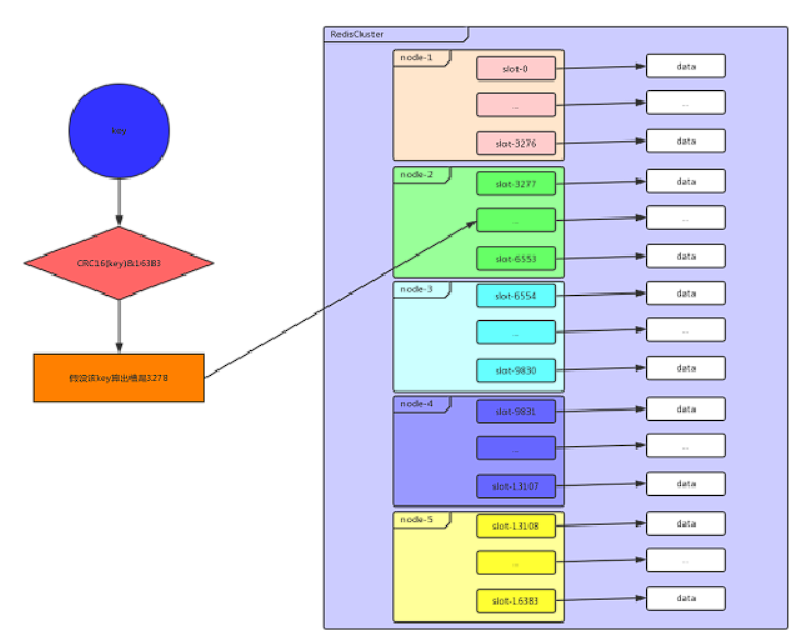 RedisCluster
key
CRC16(key)&16383
假设该key算出槽是3278
node-1
slot-0
data
...
...
slot-3276
data
node-2
slot-3277
data
...
...
slot-6553
data
node-3
slot-6554
data
...
...
slot-9830
data
node-4
slot-9831
data
...
...
slot-13107
data
node-5
slot-13108
data
...
...
slot-16383
data